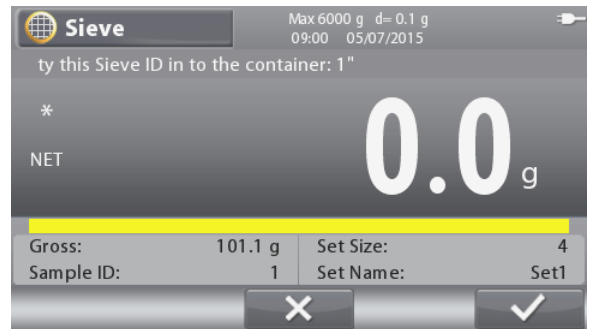 Sieve
Max 6000 g d= 0.1 g
09:00 05/07/2015
ty this Sieve ID in to the container: 1"
*
NET
0.0 g
Gross: 101.1 g Set Size: 4
Sample ID: 1 Set Name: Set1